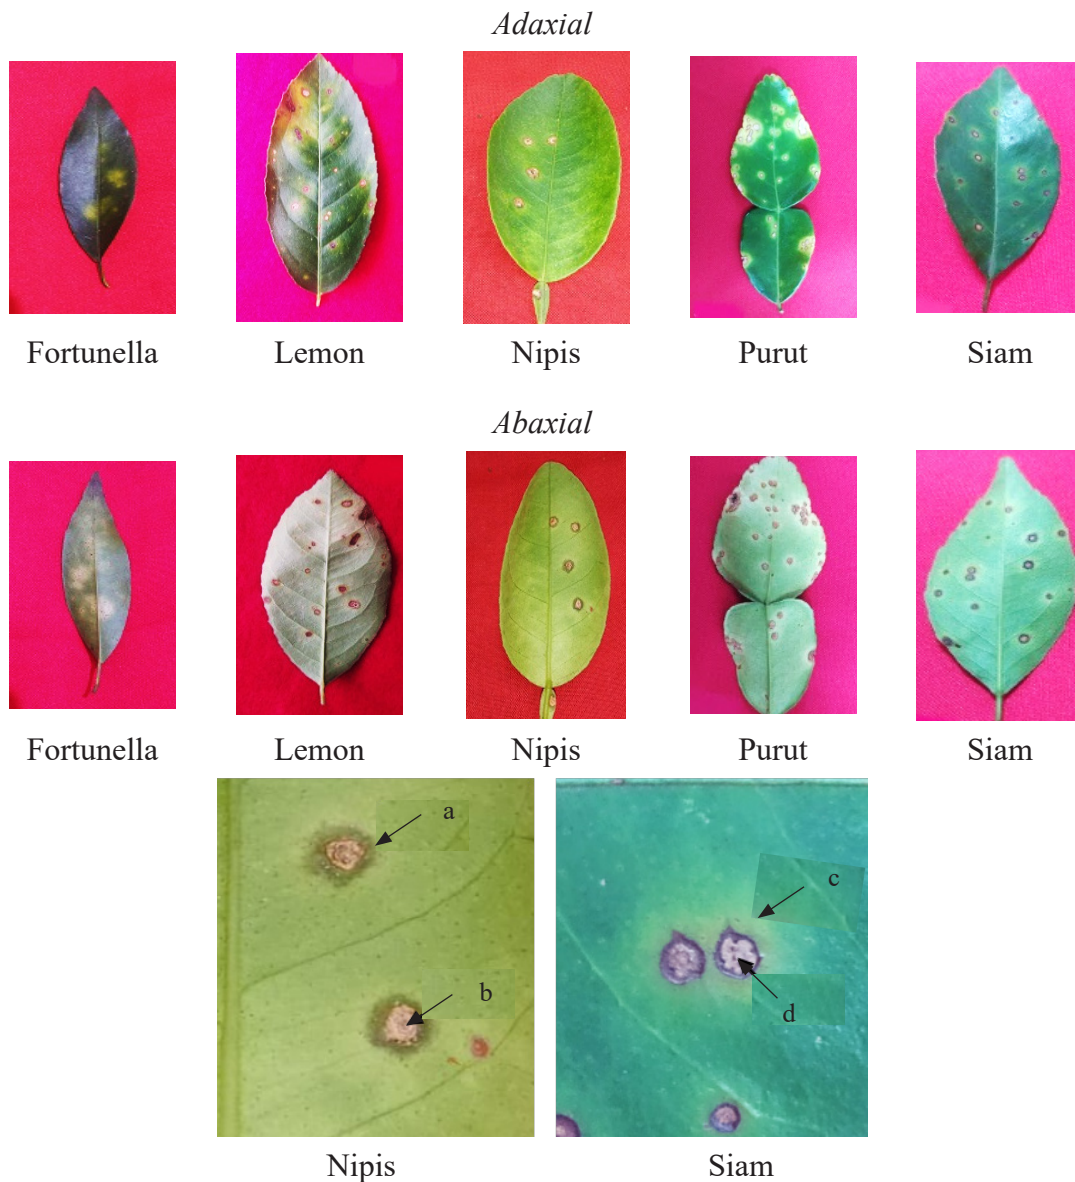 Adaxial
Fortunella Lemon Nipis Purut Siam
Abaxial
Fortunella Lemon Nipis Purut Siam
a
b
c
d
Nipis Siam